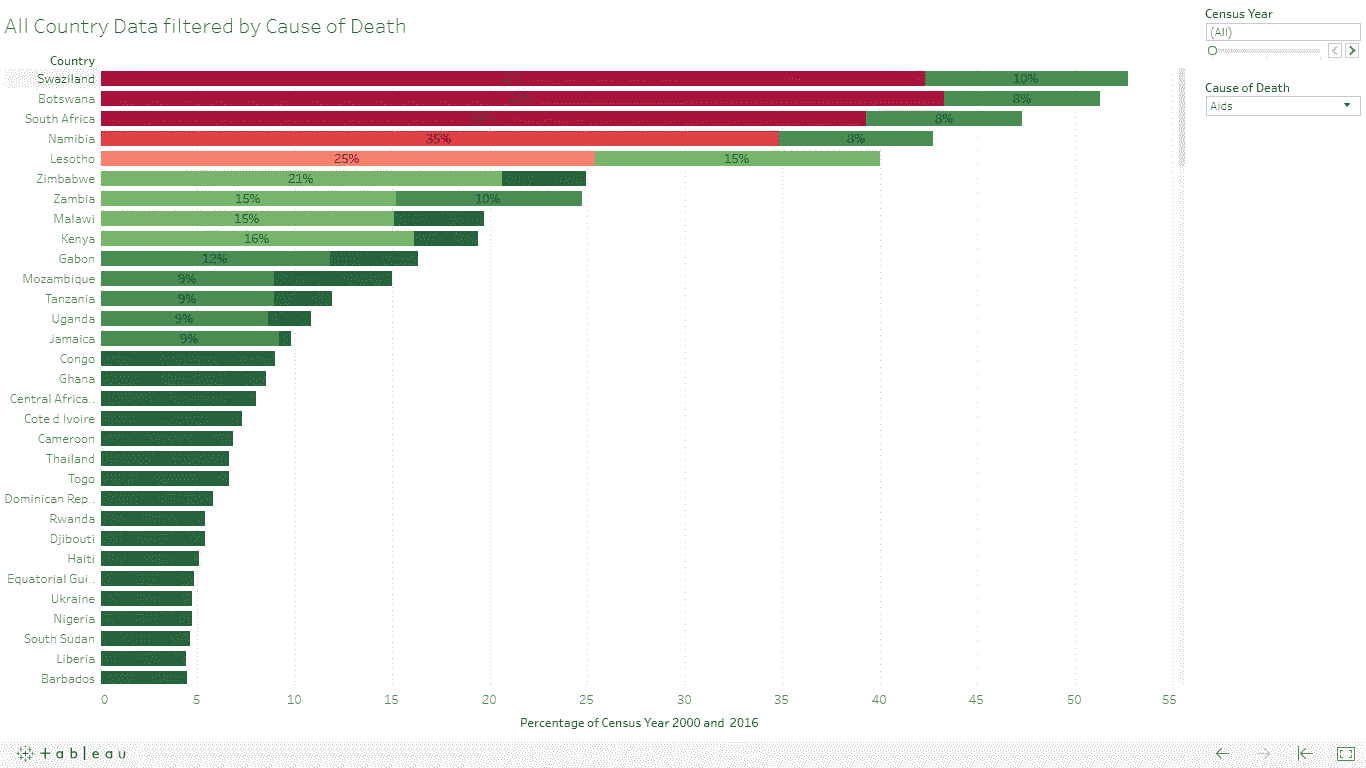 All Country Data filtered by Cause of Death
Census Year
(All)
Cause of Death
Aids
Country
Swaziland 10%
Botswana 8%
South Africa 8%
Namibia 35% 8%
Lesotho 25% 15%
Zimbabwe 21%
Zambia 15% 10%
Malawi 15%
Kenya 16%
Gabon 12%
Mozambique 9%
Tanzania 9%
Uganda 9%
Jamaica 9%
Congo
Ghana
Central Africa..
Cote d Ivoire
Cameroon
Thailand
Togo
Dominican Rep..
Rwanda
Djibouti
Haiti
Equatorial Gui..
Ukraine
Nigeria
South Sudan
Liberia
Barbados
0 5 10 15 20 25 30 35 40 45 50 55
Percentage of Census Year 2000 and 2016
+ableau